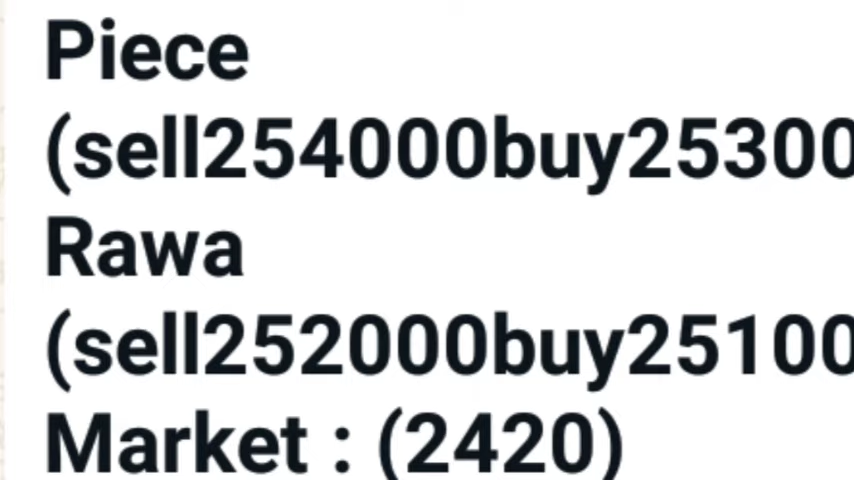 Piece
(sell254000buy25300
Rawa
(sell252000buy25100
Market : (2420)